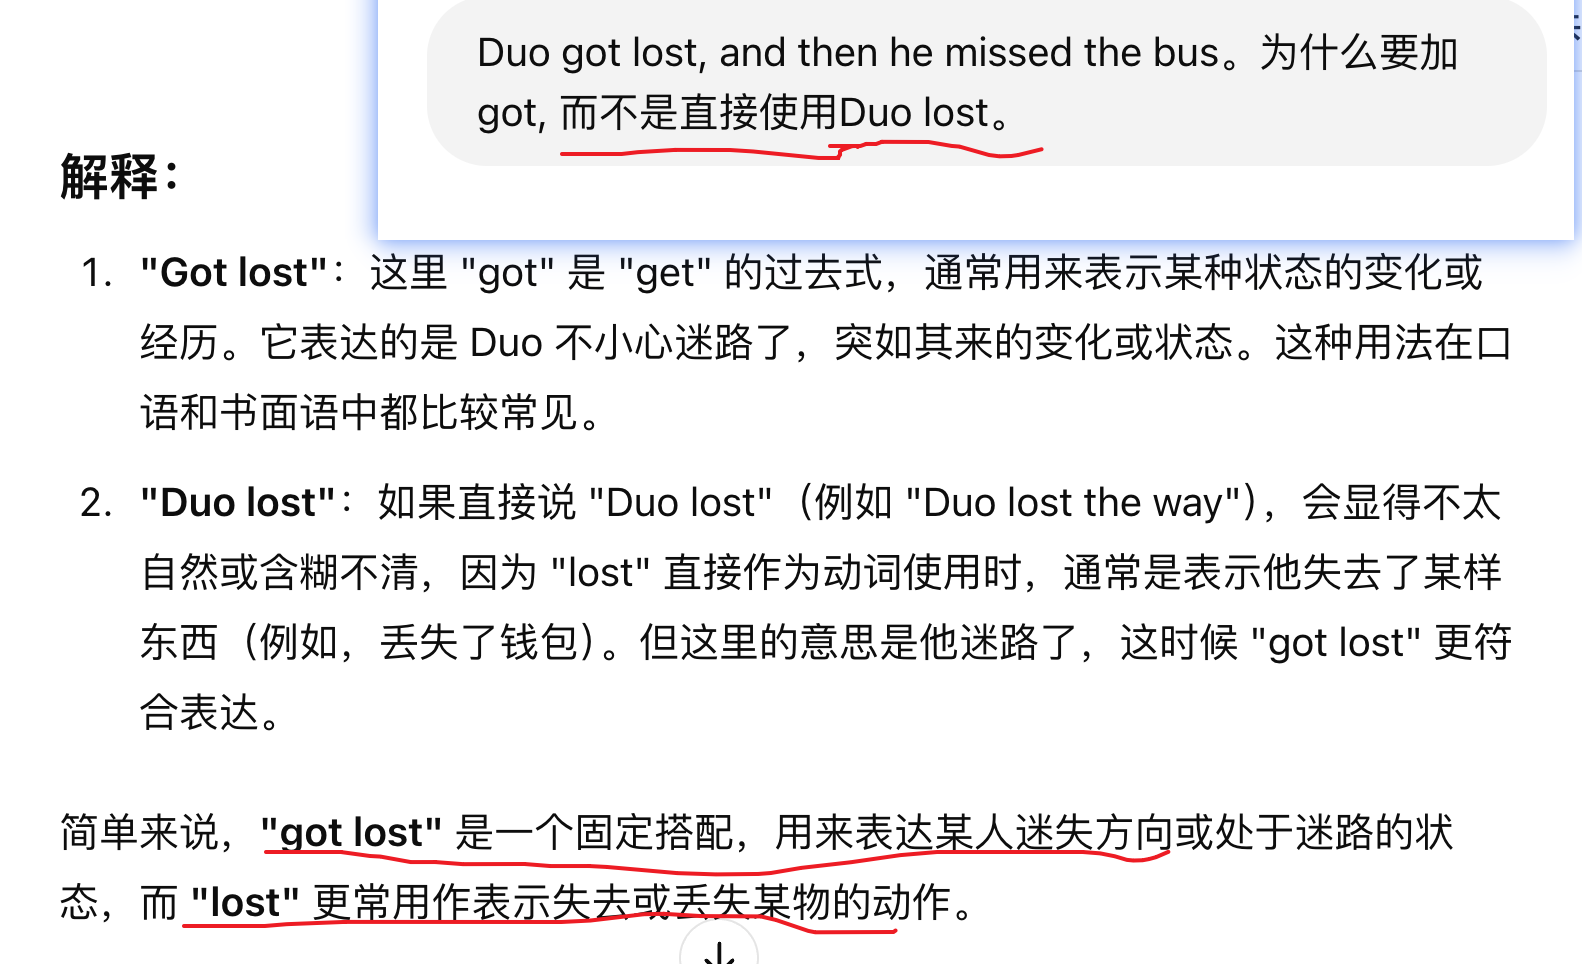 Duo got lost, and then he missed the bus。为什么要加
got, 而不是直接使用Duo lost。
解释：
1. "Got lost"：这里 "got" 是 "get" 的过去式，通常用来表示某种状态的变化或
经历。它表达的是 Duo 不小心迷路了，突如其来的变化或状态。这种用法在口
语和书面语中都比较常见。
2. "Duo lost"：如果直接说 "Duo lost"（例如 "Duo lost the way"），会显得不太
自然或含糊不清，因为 "lost" 直接作为动词使用时，通常是表示他失去了某样
东西（例如，丢失了钱包）。但这里的意思是他迷路了，这时候 "got lost" 更符
合表达。
简单来说，"got lost" 是一个固定搭配，用来表达某人迷失方向或处于迷路的状
态，而 "lost" 更常用作表示失去或丢失某物的动作。